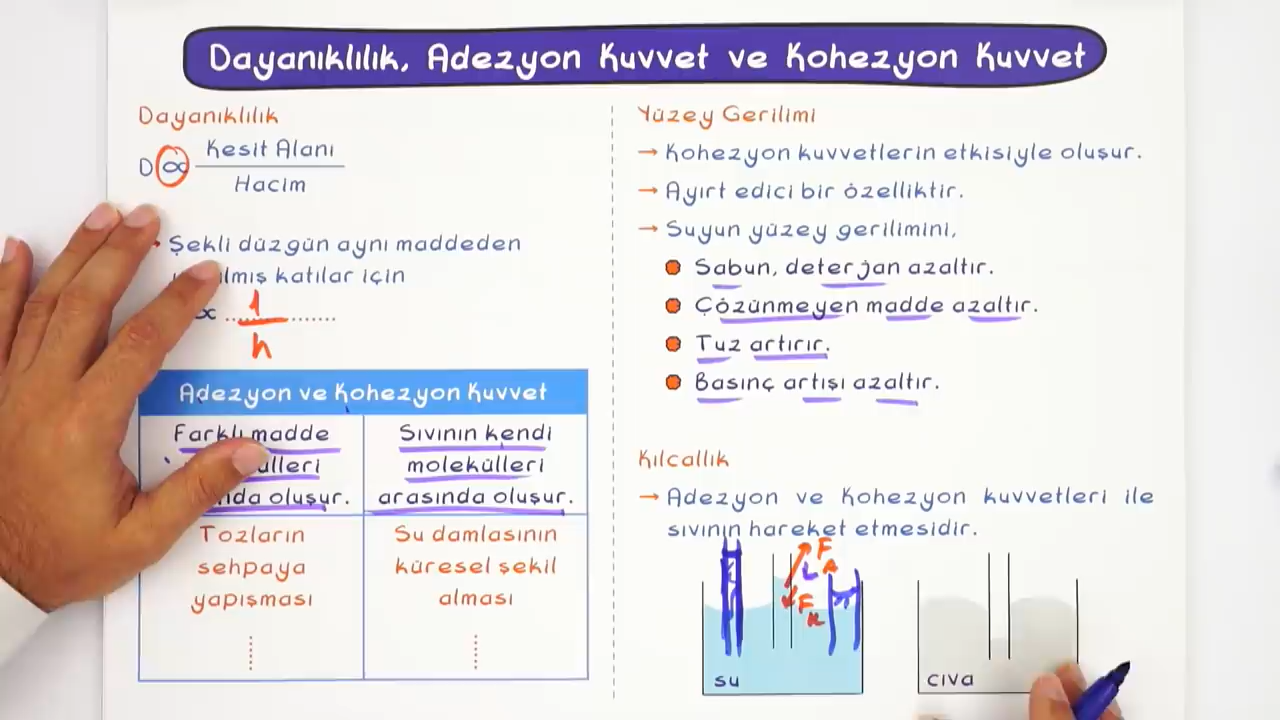 Dayanıklılık, Adezyon Kuvvet ve Kohezyon Kuvvet
Dayanıklılık
D ∝ Kesit Alanı
Hacim
Şekli düzgün aynı maddeden
katılar için
∝ ..................
1
h
Adezyon ve Kohezyon Kuvvet
Farklı madde
oluşur.
Sıvının kendi
molekülleri
arasında oluşur.
Tozların
sehpaya
yapışması
Su damlasının
küresel şekil
alması
Yüzey Gerilimi
→ Kohezyon kuvvetlerin etkisiyle oluşur.
→ Ayırt edici bir özelliktir.
→ Suyun yüzey gerilimini,
Sabun, deterjan azaltır.
Çözünmeyen madde azaltır.
Tuz artırır.
Basınç artışı azaltır.
Kılcallık
→ Adezyon ve Kohezyon kuvvetleri ile
sıvının hareket etmesidir.
F A
F K
su
civa